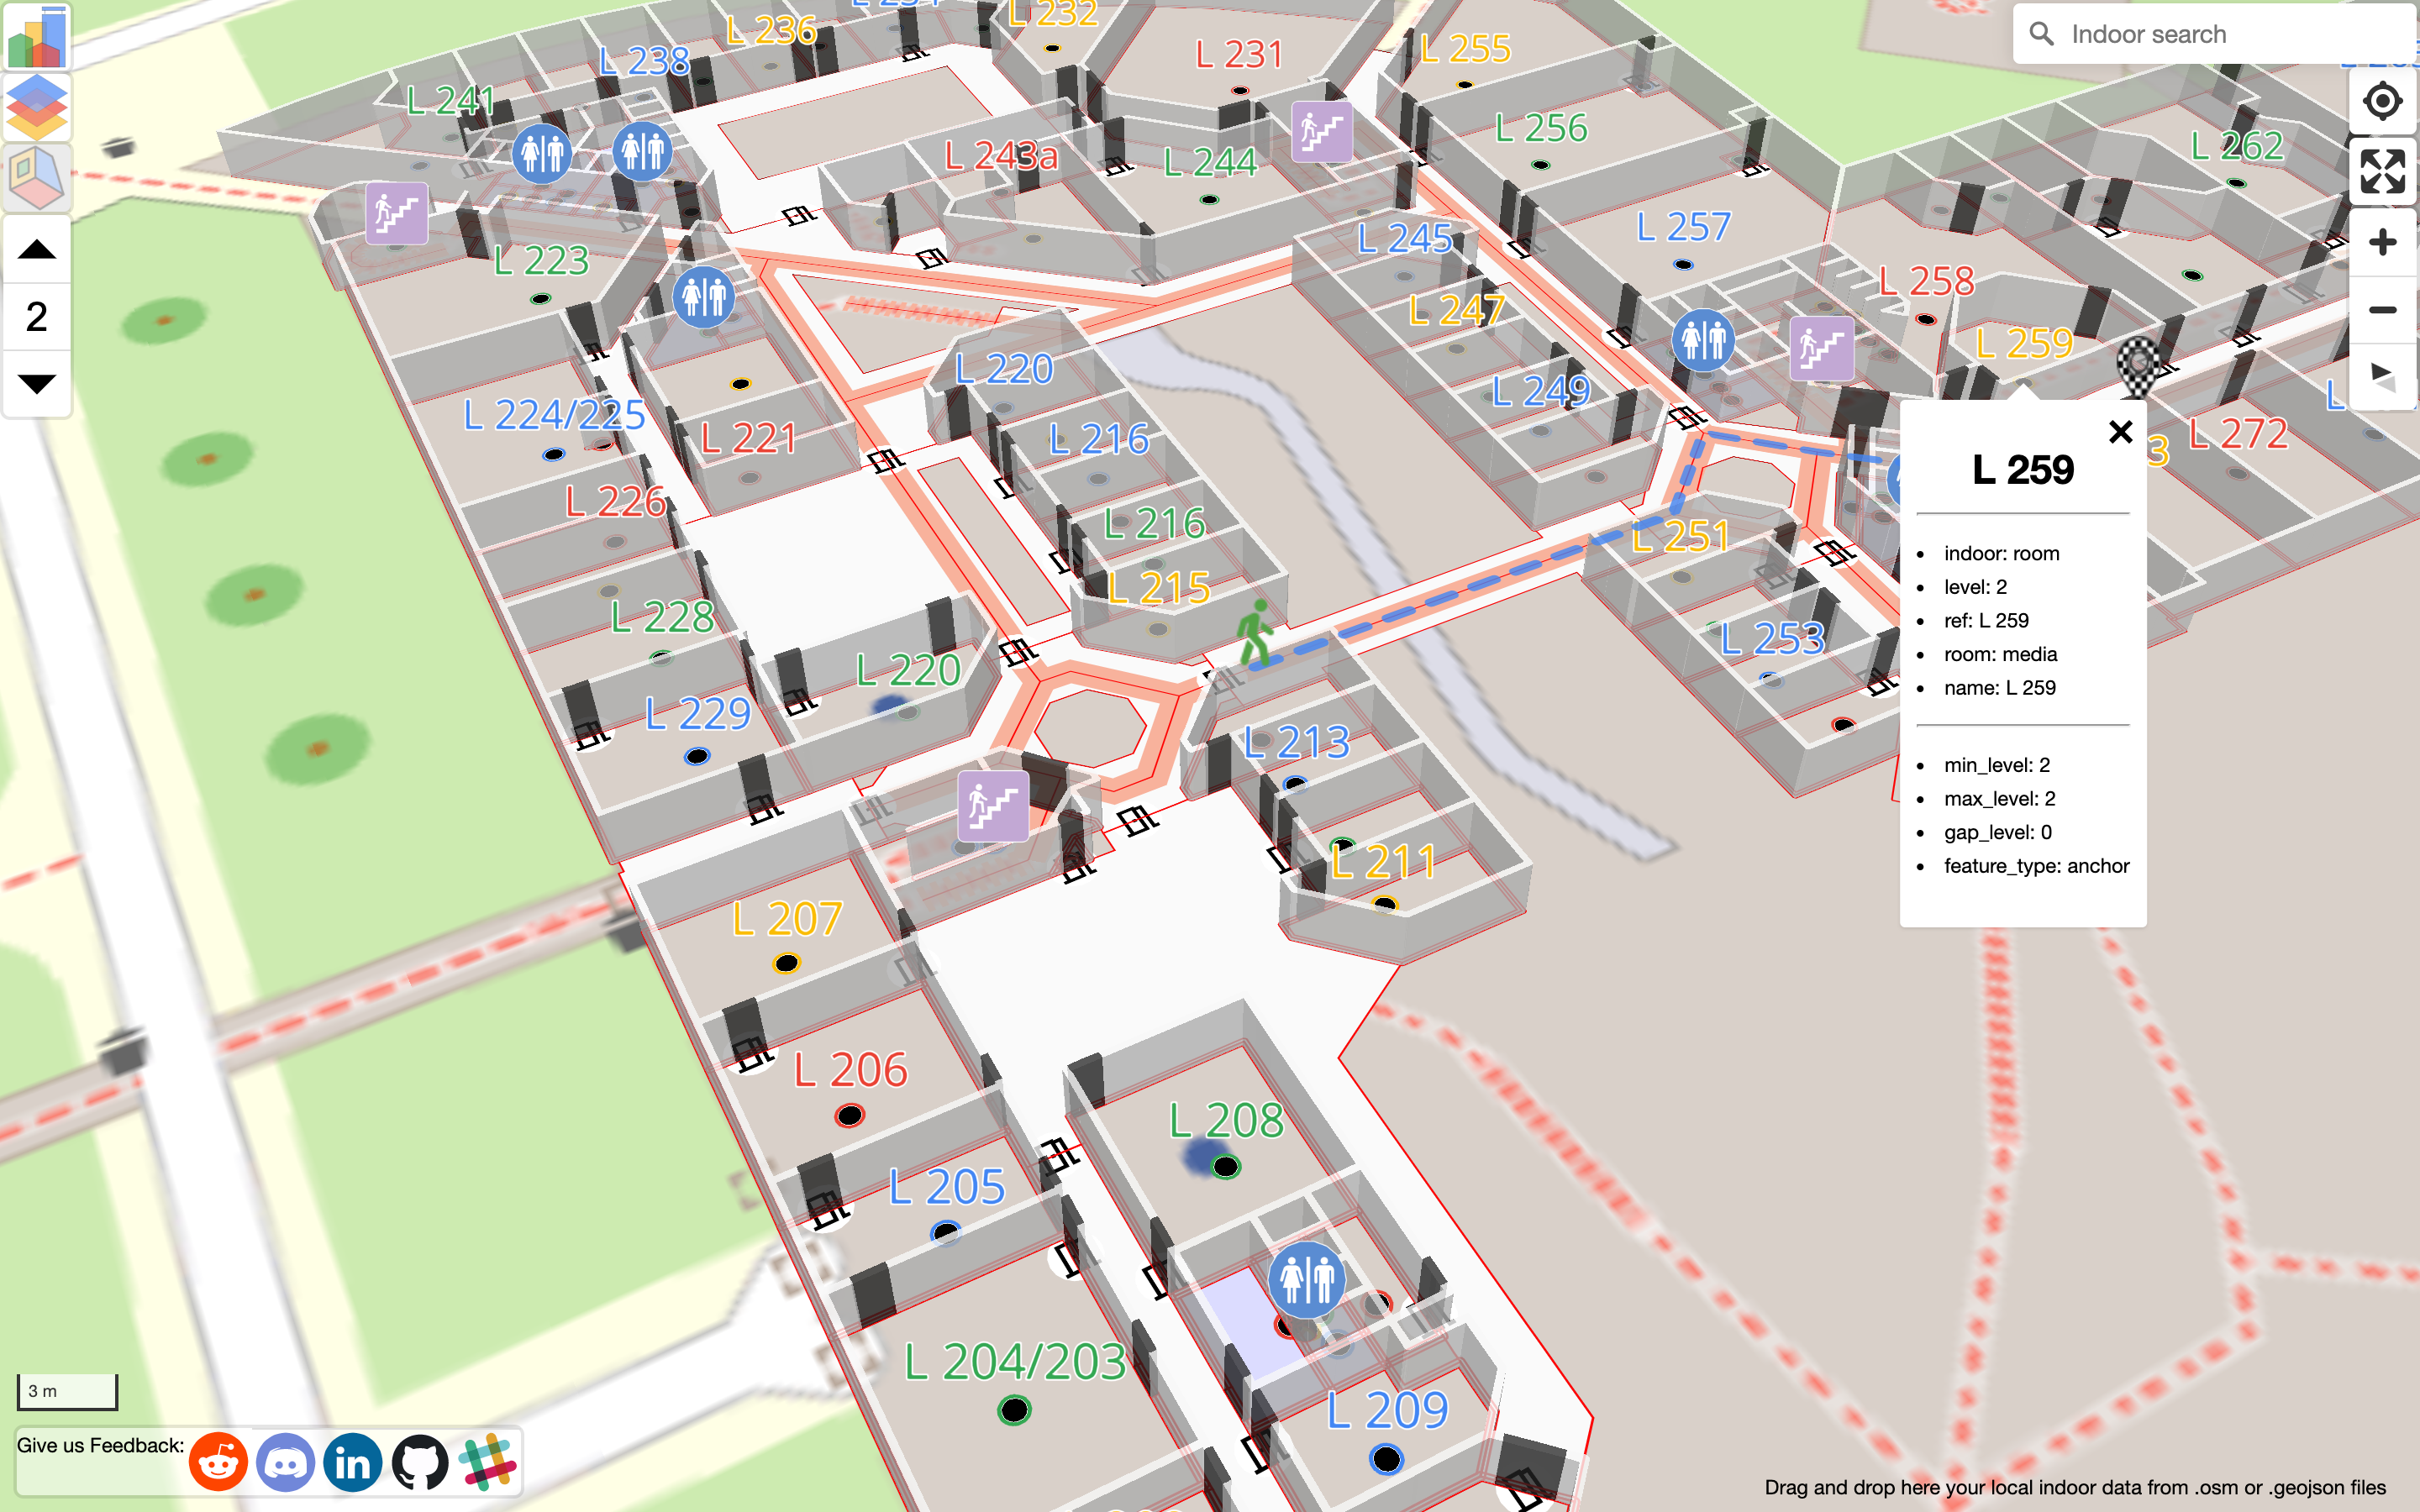 L 232
L 236
L 231
L 255
Indoor search
L 238
L 241
L 243a
L 244
L 256
L 262
L 257
L 245
L 223
L 258
2
L 247
L 259
L 220
L 249
L 224/225
L 221
L 216
L 272
L 226
L 216
L 251
L 215
L 228
L 253
L 220
L 229
L 213
L 211
L 207
L 206
L 208
L 205
L 204/203
L 209
L 259
indoor: room
level: 2
ref: L 259
room: media
name: L 259
min_level: 2
max_level: 2
gap_level: 0
feature_type: anchor
3 m
Give us Feedback:
in
Drag and drop here your local indoor data from .osm or .geojson files